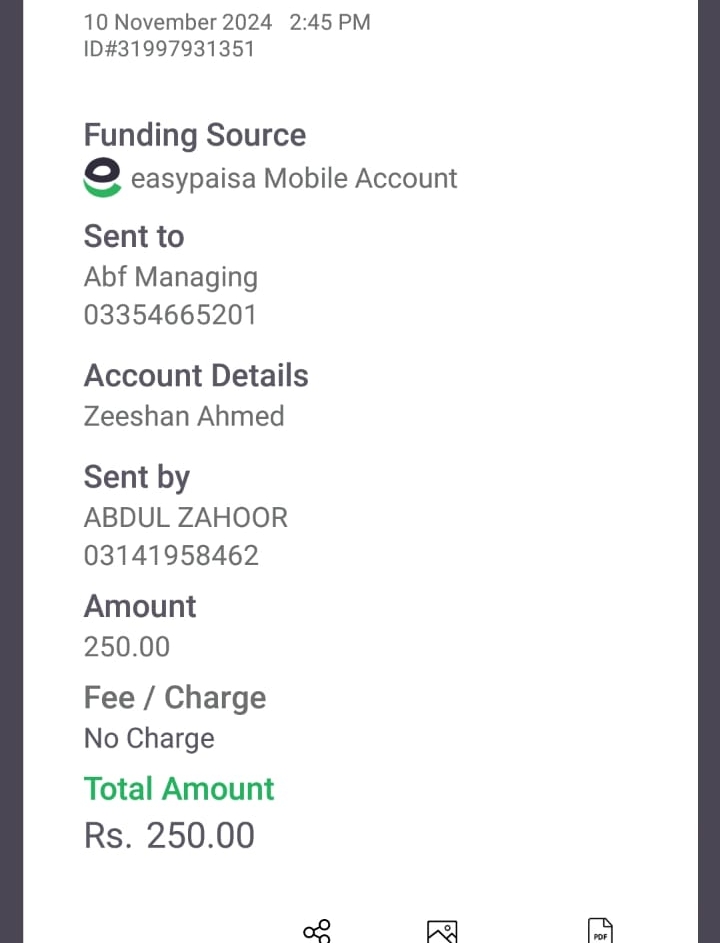 10 November 2024 2:45 PM
ID#31997931351
Funding Source
easypaisa Mobile Account
Sent to
Abf Managing
03354665201
Account Details
Zeeshan Ahmed
Sent by
ABDUL ZAHOOR
03141958462
Amount
250.00
Fee / Charge
No Charge
Total Amount
Rs. 250.00
PDF